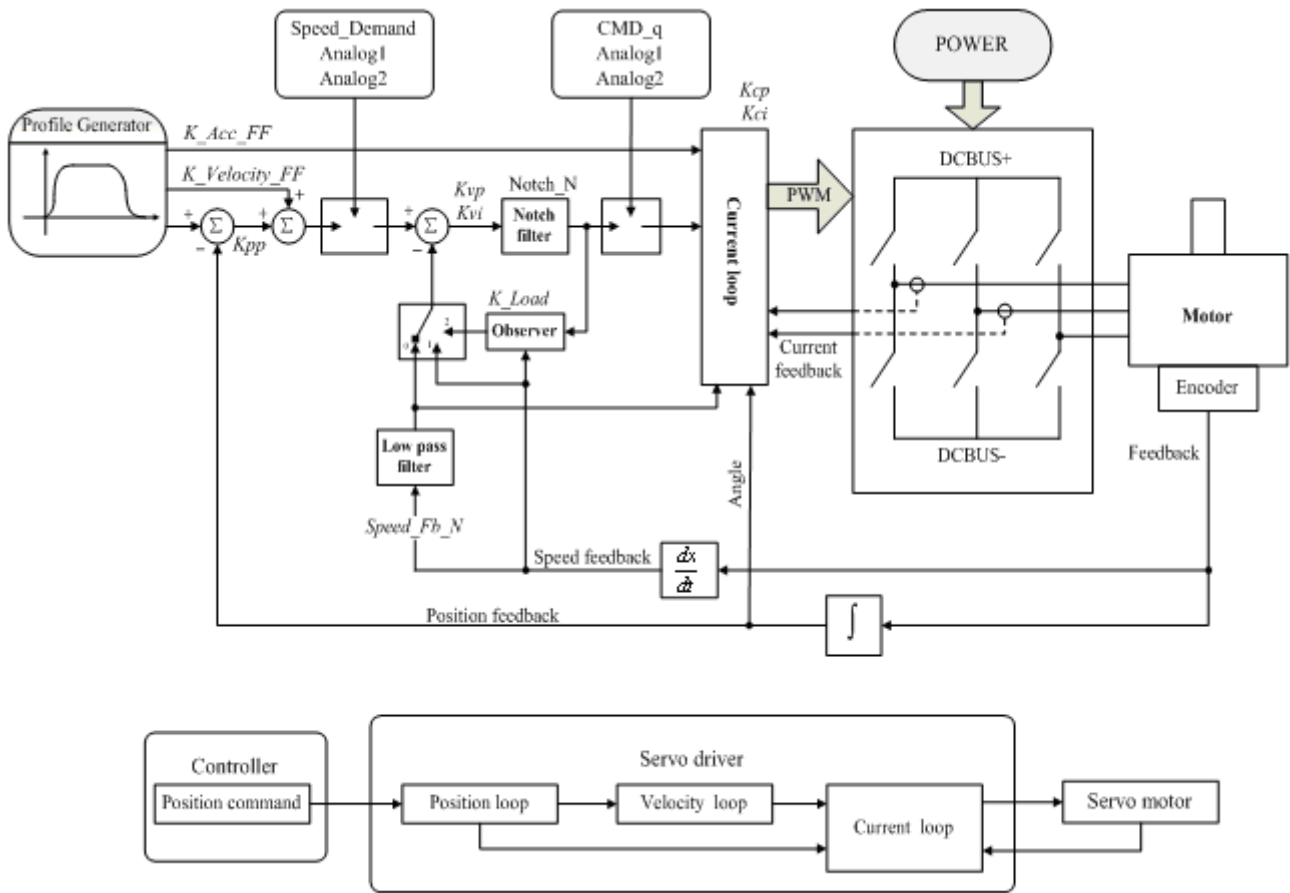 Speed_Demand
Analog1
Analog2
CMD_q
Analog1
Analog2
POWER
Kcp
Kci
Profile Generator
K_Acc_FF
K_Velocity_FF
+
+
Σ
−
Kpp
+
Σ
+
Σ
−
Kvp
Kvi
Notch_N
Notch
filter
Current loop
PWM
DCBUS+
DCBUS-
K_Load
Observer
0
1
2
Current
feedback
Motor
Encoder
Feedback
Low pass
filter
Speed_Fb_N
Angle
Speed feedback
dx
dt
Position feedback
∫
Controller
Position command
Servo driver
Position loop
Velocity loop
Current loop
Servo motor